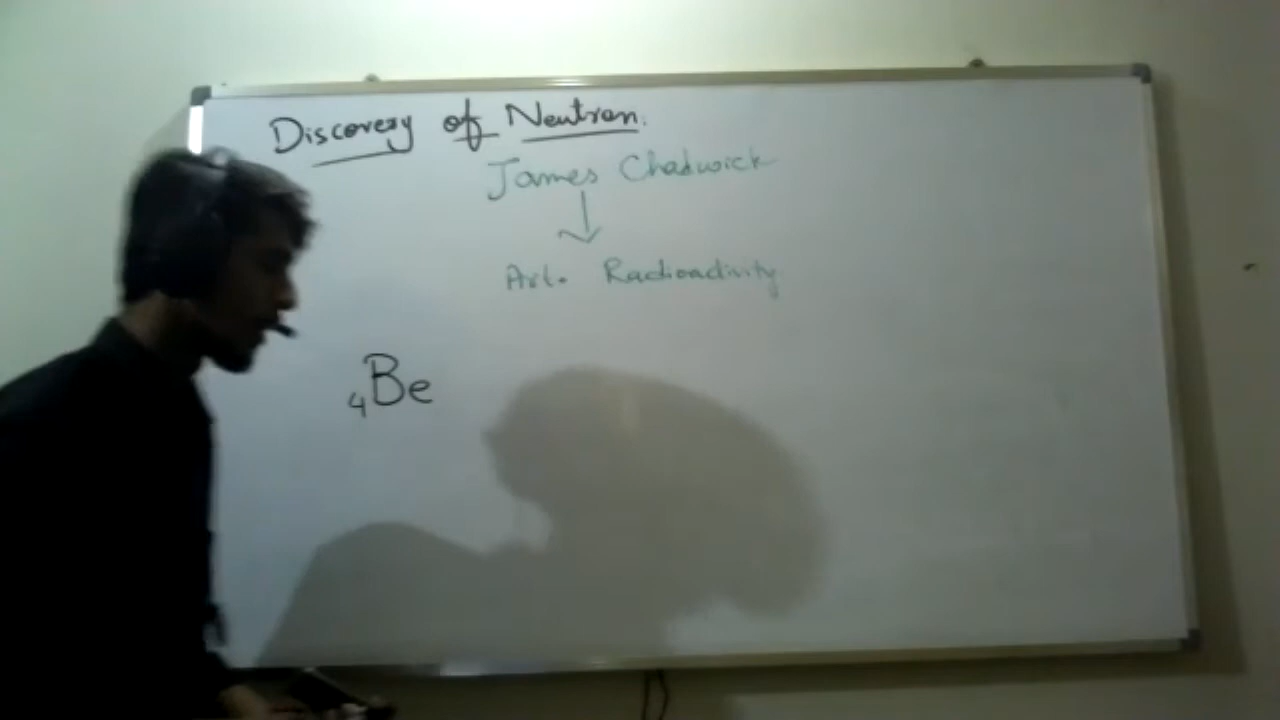 Discovery of Neutron.
James Chadwick
↓
Art. Radioactivity
₄Be